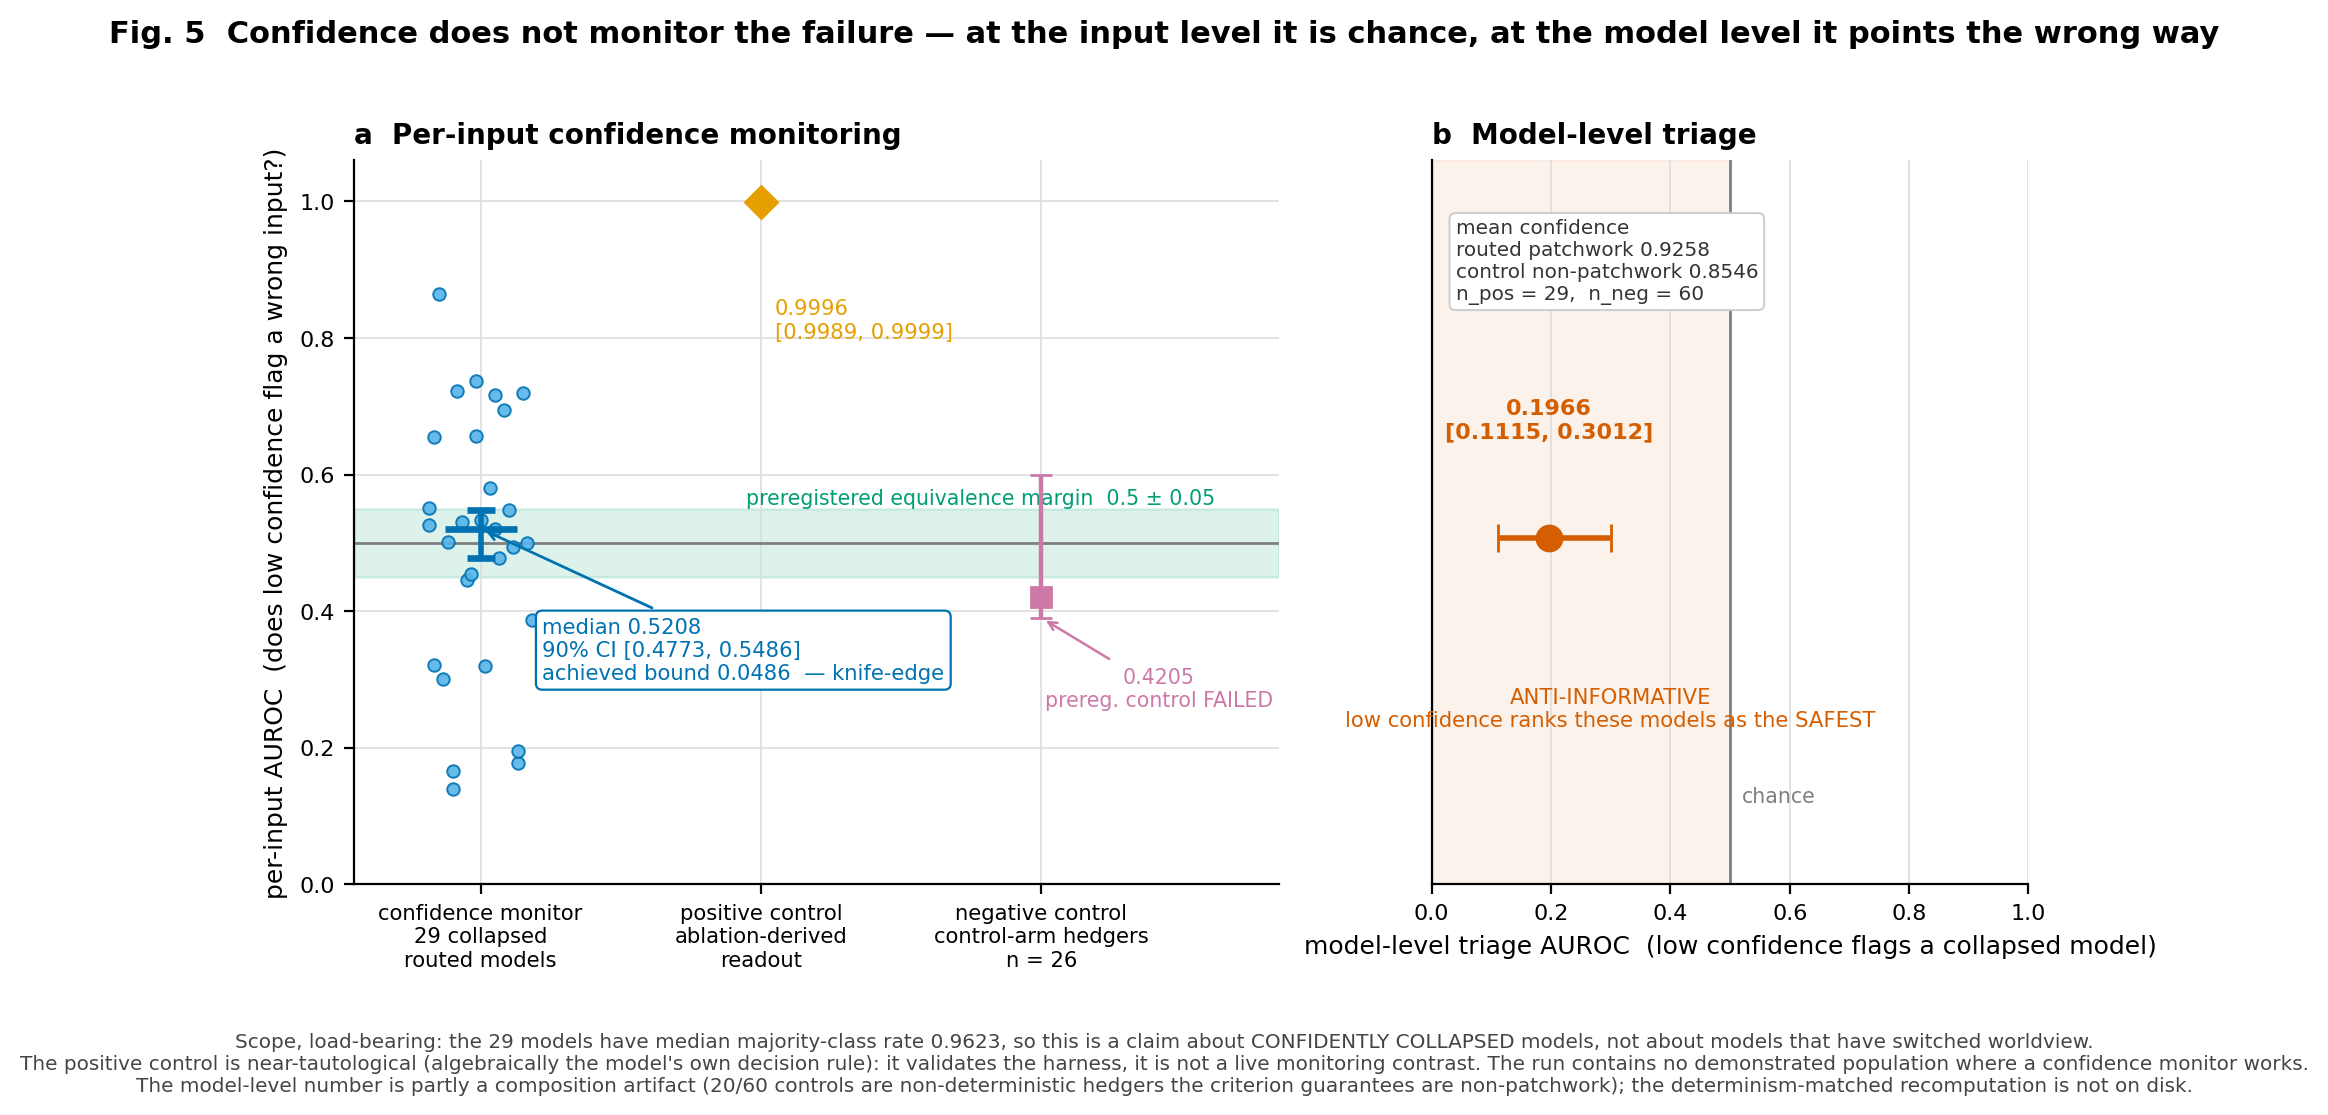 Fig. 5  Confidence does not monitor the failure — at the input level it is chance, at the model level it points the wrong way
a  Per-input confidence monitoring
per-input AUROC  (does low confidence flag a wrong input?)
1.0
0.8
0.6
0.4
0.2
0.0
0.9996
[0.9989, 0.9999]
preregistered equivalence margin  0.5 ± 0.05
median 0.5208
90% CI [0.4773, 0.5486]
achieved bound 0.0486  — knife-edge
0.4205
prereg. control FAILED
confidence monitor
29 collapsed
routed models
positive control
ablation-derived
readout
negative control
control-arm hedgers
n = 26
b  Model-level triage
mean confidence
routed patchwork 0.9258
control non-patchwork 0.8546
n_pos = 29,  n_neg = 60
0.1966
[0.1115, 0.3012]
ANTI-INFORMATIVE
low confidence ranks these models as the SAFEST
chance
0.0
0.2
0.4
0.6
0.8
1.0
model-level triage AUROC  (low confidence flags a collapsed model)
Scope, load-bearing: the 29 models have median majority-class rate 0.9623, so this is a claim about CONFIDENTLY COLLAPSED models, not about models that have switched worldview.
The positive control is near-tautological (algebraically the model's own decision rule): it validates the harness, it is not a live monitoring contrast. The run contains no demonstrated population where a confidence monitor works.
The model-level number is partly a composition artifact (20/60 controls are non-deterministic hedgers the criterion guarantees are non-patchwork); the determinism-matched recomputation is not on disk.